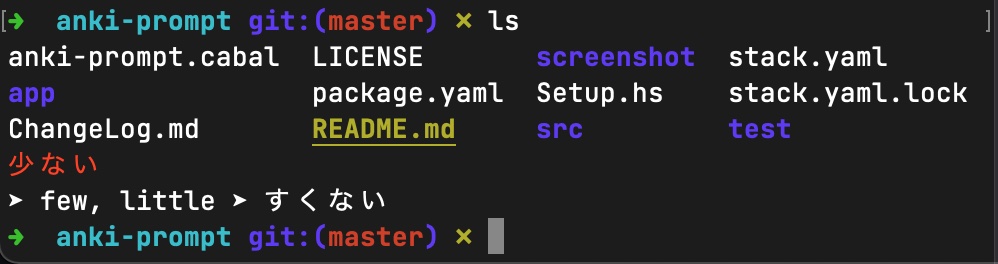 [➜  anki-prompt git:(master) ✗ ls ]
anki-prompt.cabal  LICENSE       screenshot  stack.yaml
app                package.yaml  Setup.hs    stack.yaml.lock
ChangeLog.md       README.md     src         test
少ない
➤ few, little ➤ すくない
➜  anki-prompt git:(master) ✗